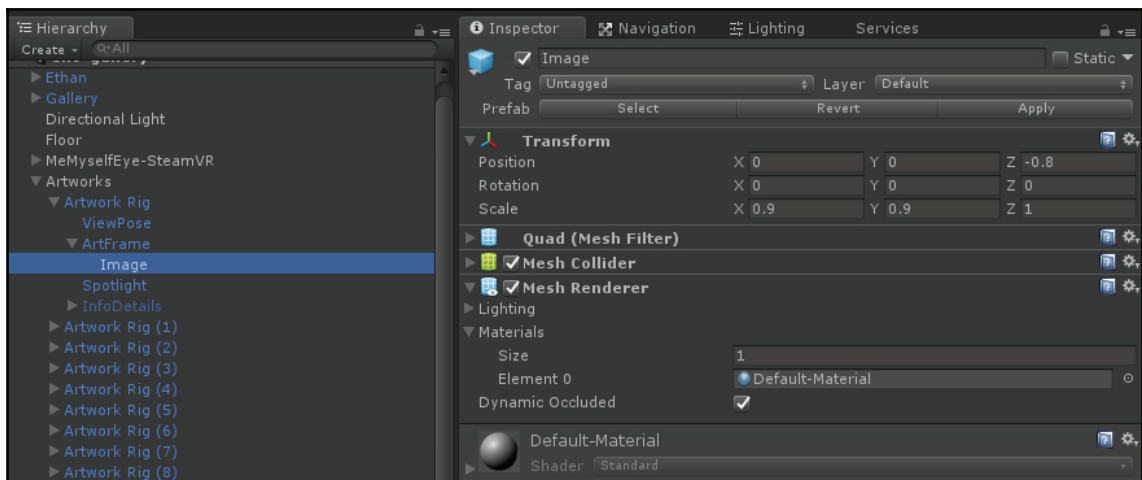 Hierarchy
Create
All
Ethan
Gallery
Directional Light
Floor
MeMyselfEye-SteamVR
Artworks
Artwork Rig
ViewPose
ArtFrame
Image
Spotlight
InfoDetails
Artwork Rig (1)
Artwork Rig (2)
Artwork Rig (3)
Artwork Rig (4)
Artwork Rig (5)
Artwork Rig (6)
Artwork Rig (7)
Artwork Rig (8)
Inspector Navigation Lighting Services
Image Static
Tag Untagged Layer Default
Prefab Select Revert Apply
Transform
Position X 0 Y 0 Z -0.8
Rotation X 0 Y 0 Z 0
Scale X 0.9 Y 0.9 Z 1
Quad (Mesh Filter)
Mesh Collider
Mesh Renderer
Lighting
Materials
Size 1
Element 0 Default-Material
Dynamic Occluded
Default-Material
Shader Standard